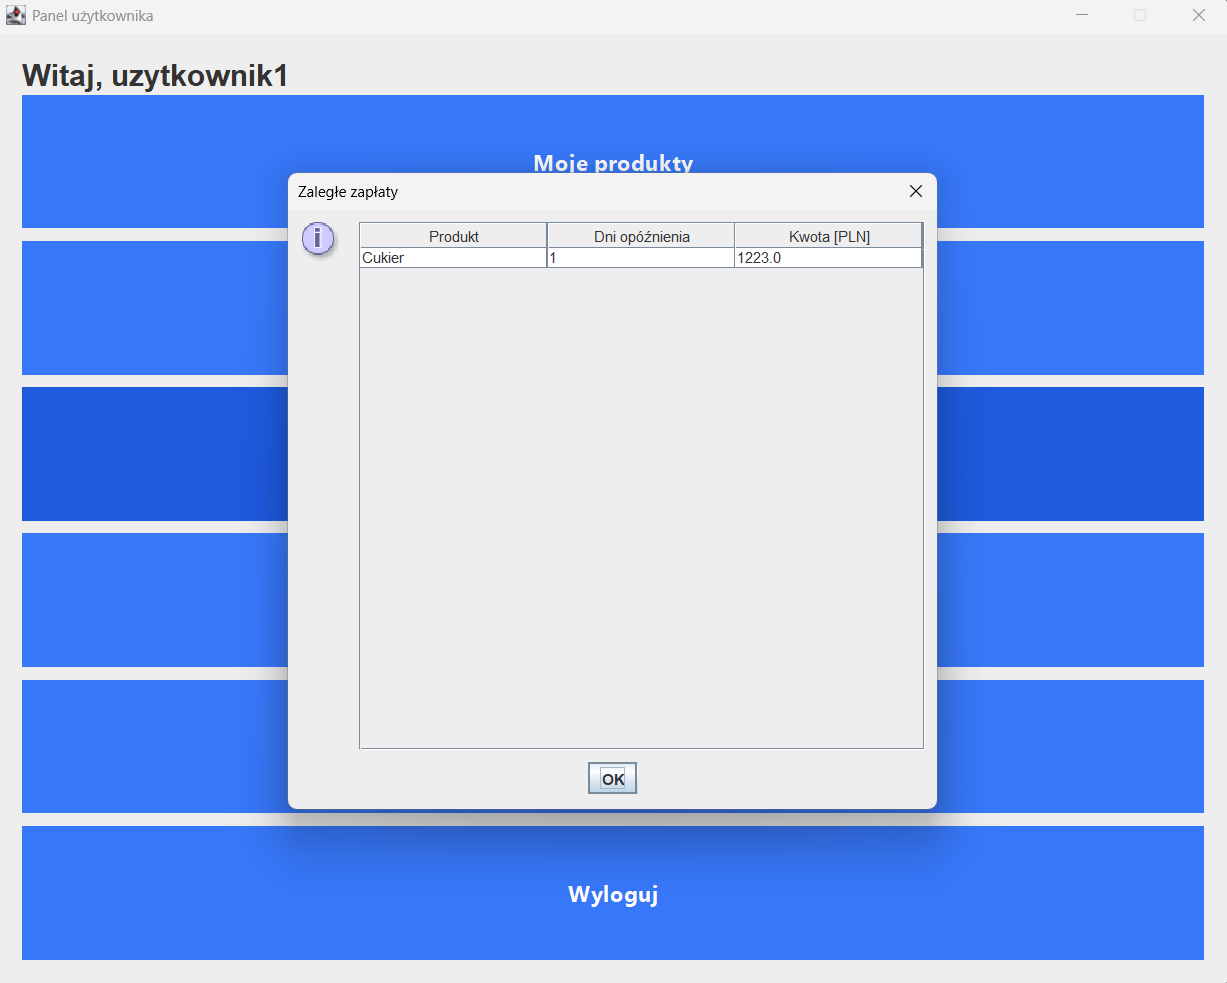 Panel użytkownika
Witaj, uzytkownik1
Moje produkty
Zaległe zapłaty
Produkt Dni opóźnienia Kwota [PLN]
Cukier 1 1223.0
OK
Wyloguj